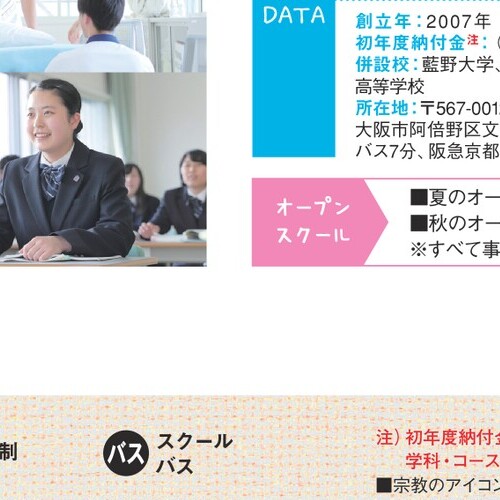 DATA
創立年：2007年
初年度納付金注：（
併設校：藍野大学、
高等学校
所在地：〒567-001
大阪市阿倍野区文
バス7分、阪急京都
オープン
スクール
■夏のオー
■秋のオー
※すべて事
制
バス
スクール
バス
注）初年度納付金
学科・コース
■宗教のアイコン